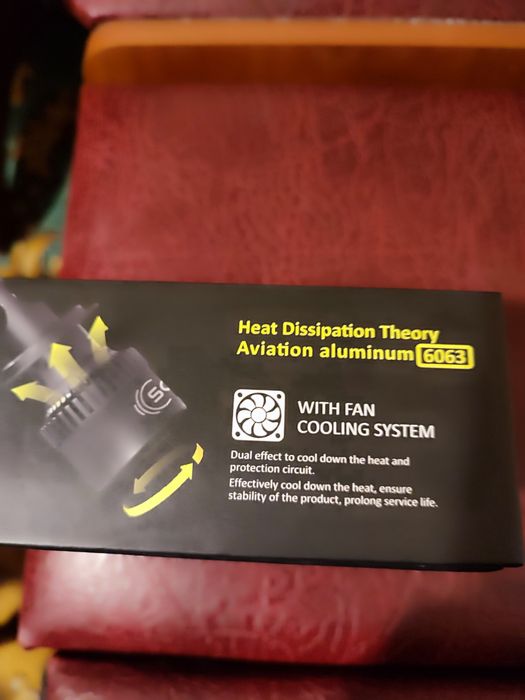 Heat Dissipation Theory
Aviation aluminum 6063
WITH FAN
COOLING SYSTEM
Dual effect to cool down the heat and
protection circuit.
Effectively cool down the heat, ensure
stability of the product, prolong service life.